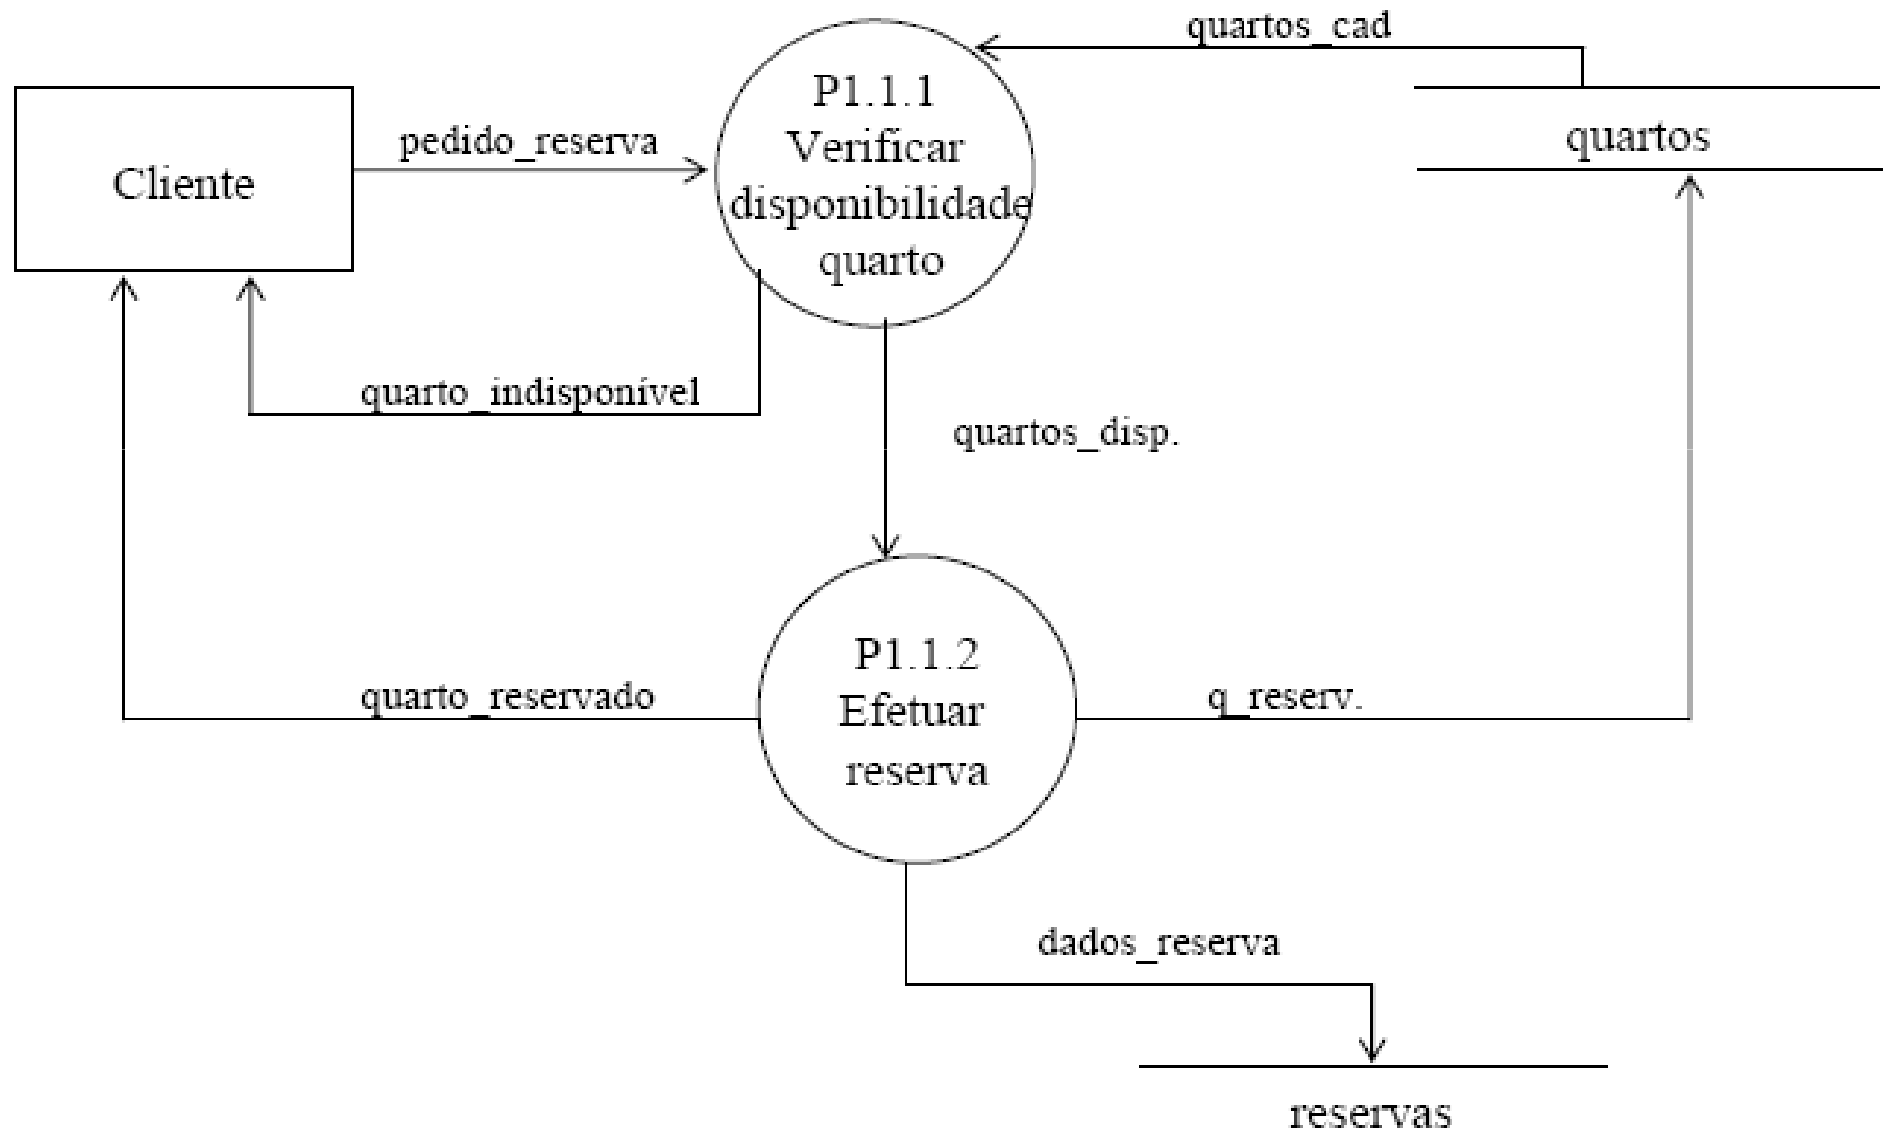 quartos_cad
P1.1.1
Verificar
disponibilidade
quarto
pedido_reserva
Cliente
quartos
quarto_indisponível
quartos_disp.
P1.1.2
Efetuar
reserva
quarto_reservado
q_reserv.
dados_reserva
reservas